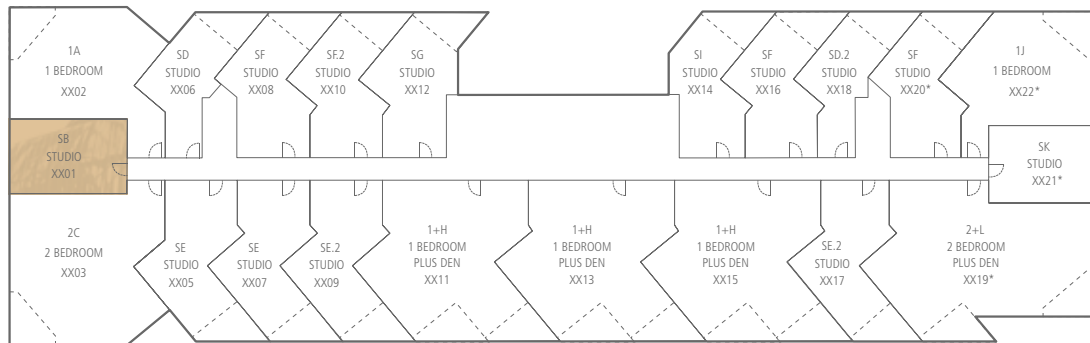 1A
1 BEDROOM
XX02
SD
STUDIO
XX06
SF
STUDIO
XX08
SF.2
STUDIO
XX10
SG
STUDIO
XX12
SI
STUDIO
XX14
SF
STUDIO
XX16
SD.2
STUDIO
XX18
SF
STUDIO
XX20*
1J
1 BEDROOM
XX22*
SB
STUDIO
XX01
SK
STUDIO
XX21*
2C
2 BEDROOM
XX03
SE
STUDIO
XX05
SE
STUDIO
XX07
SE.2
STUDIO
XX09
1+H
1 BEDROOM
PLUS DEN
XX11
1+H
1 BEDROOM
PLUS DEN
XX13
1+H
1 BEDROOM
PLUS DEN
XX15
SE.2
STUDIO
XX17
2+L
2 BEDROOM
PLUS DEN
XX19*